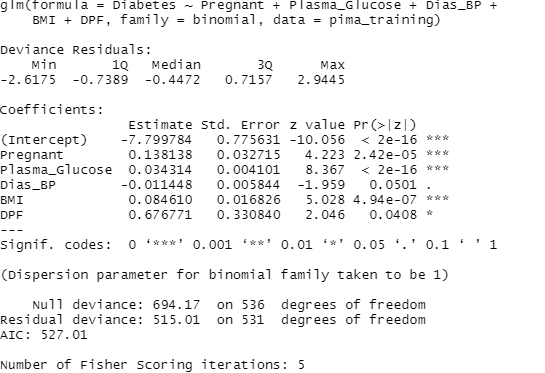 glm(formula = Diabetes ~ Pregnant + Plasma_Glucose + Dias_BP +
    BMI + DPF, family = binomial, data = pima_training)

Deviance Residuals:
    Min       1Q   Median       3Q      Max
-2.6175  -0.7389  -0.4472   0.7157   2.9445

Coefficients:
                Estimate Std. Error z value Pr(>|z|)
(Intercept)    -7.799784   0.775631 -10.056  < 2e-16 ***
Pregnant        0.138138   0.032715   4.223 2.42e-05 ***
Plasma_Glucose  0.034314   0.004101   8.367  < 2e-16 ***
Dias_BP        -0.011448   0.005844  -1.959   0.0501 .
BMI             0.084610   0.016826   5.028 4.94e-07 ***
DPF             0.676771   0.330840   2.046   0.0408 *
---
Signif. codes:  0 ‘***’ 0.001 ‘**’ 0.01 ‘*’ 0.05 ‘.’ 0.1 ‘ ’ 1

(Dispersion parameter for binomial family taken to be 1)

    Null deviance: 694.17  on 536  degrees of freedom
Residual deviance: 515.01  on 531  degrees of freedom
AIC: 527.01

Number of Fisher Scoring iterations: 5